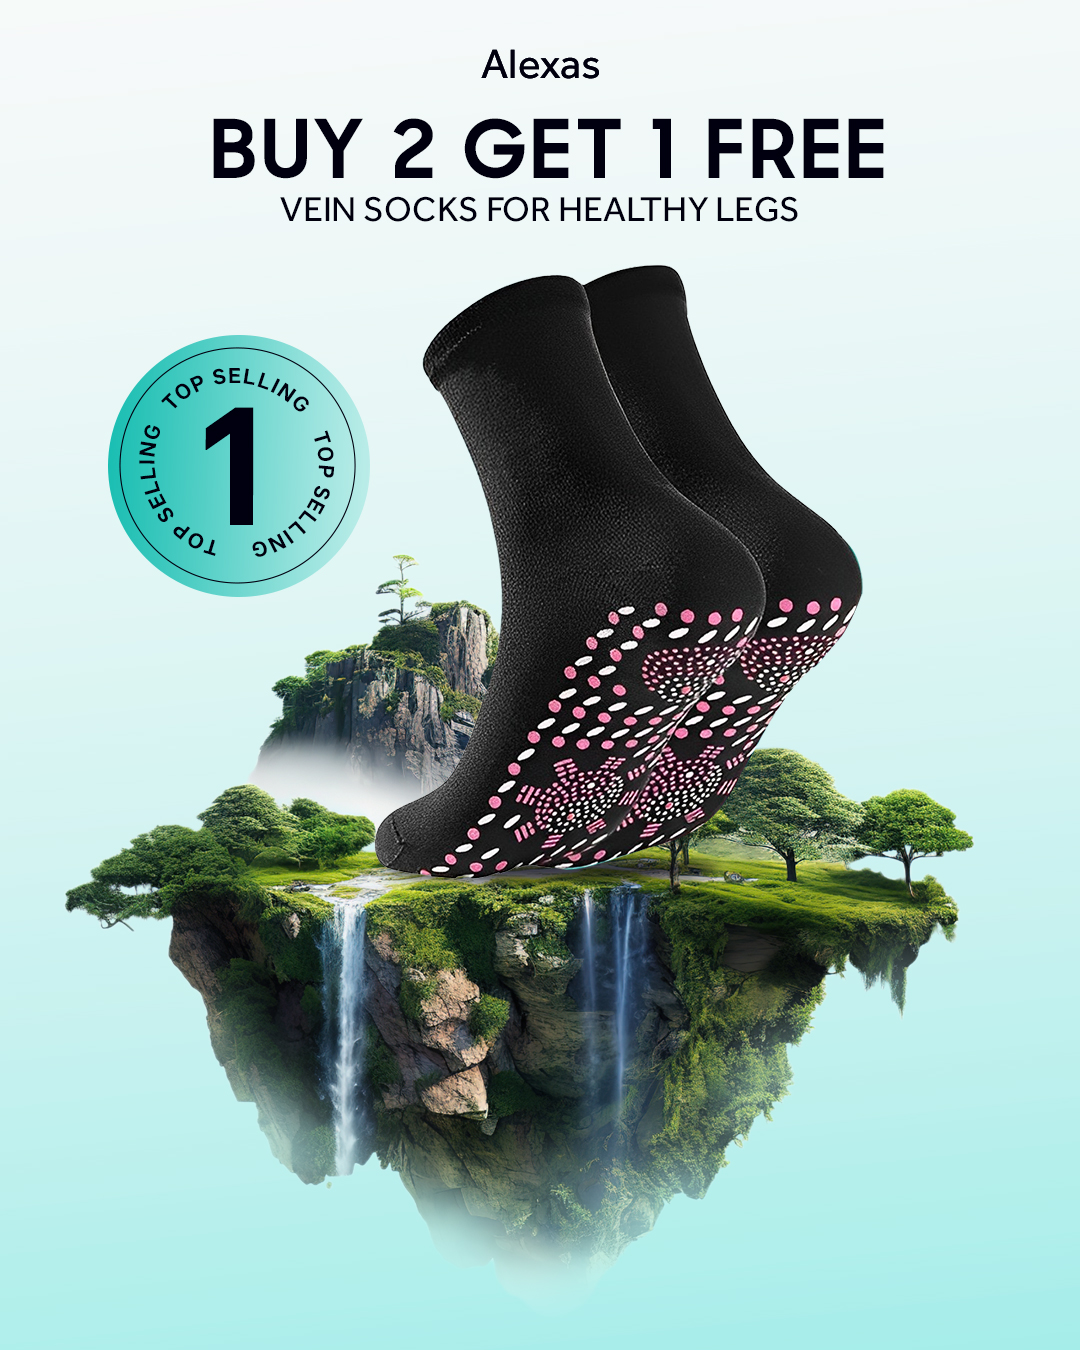 Alexas
BUY 2 GET 1 FREE
VEIN SOCKS FOR HEALTHY LEGS
TOP SELLING
TOP SELLING
TOP SELLING
1